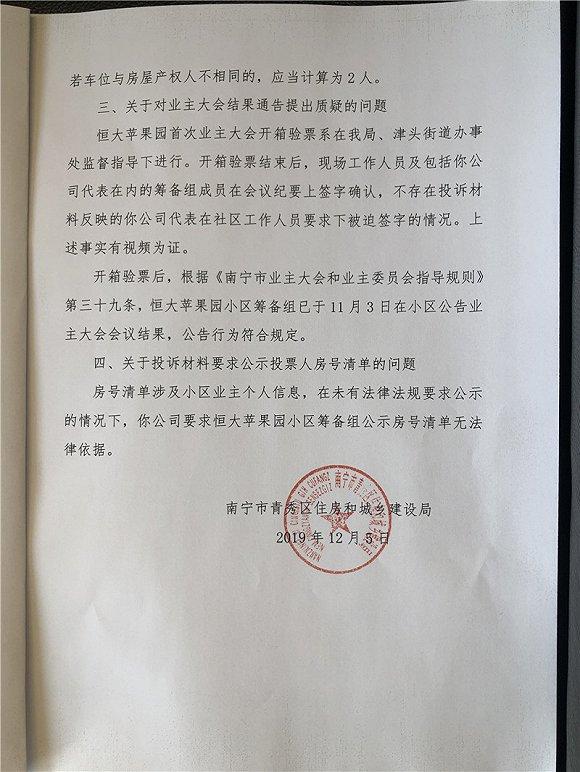 若车位与房屋产权人不相同的，应当计算为2人。
三、关于对业主大会结果通告提出质疑的问题
恒大苹果园首次业主大会开箱验票系在我局、津头街道办事
处监督指导下进行。开箱验票结束后，现场工作人员及包括你公
司代表在内的筹备组成员在会议纪要上签字确认，不存在投诉材
料反映的你公司代表在社区工作人员要求下被迫签字的情况。上
述事实有视频为证。
开箱验票后，根据《南宁市业主大会和业主委员会指导规则》
第三十九条，恒大苹果园小区筹备组已于11月3日在小区公告业
主大会会议结果，公告行为符合规定。
四、关于投诉材料要求公示投票人房号清单的问题
房号清单涉及小区业主个人信息，在未有法律法规要求公示
的情况下，你公司要求恒大苹果园小区筹备组公示房号清单无法
律依据。
南宁市青秀区住房和城乡建设局
2019年12月5日